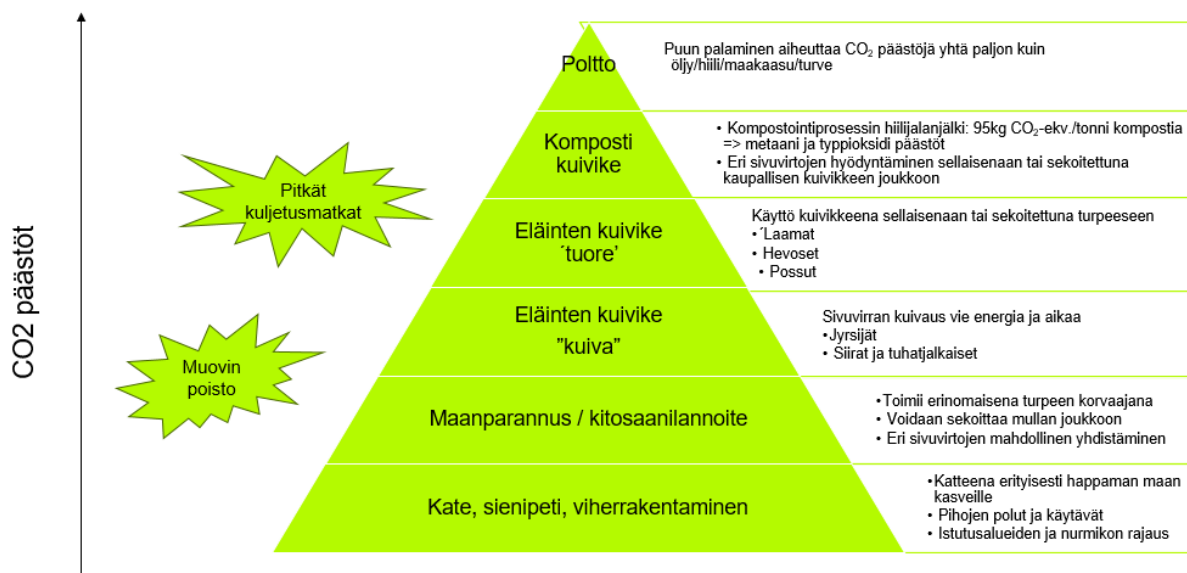 CO2 päästöt
Pitkät
kuljetusmatkat
Muovin
poisto
Poltto
Puun palaminen aiheuttaa CO₂ päästöjä yhtä paljon kuin
öljy/hiili/maakaasu/turve
Komposti
kuivike
• Kompostointiprosessin hiilijalanjälki: 95kg CO₂-ekv./tonni kompostia
=> metaani ja typpioksidi päästöt
• Eri sivuvirtojen hyödyntäminen sellaisenaan tai sekoitettuna
kaupallisen kuivikkeen joukkoon
Eläinten kuivike
´tuore’
Käyttö kuivikkeena sellaisenaan tai sekoitettuna turpeeseen
•´Laamat
• Hevoset
• Possut
Eläinten kuivike
”kuiva”
Sivuvirran kuivaus vie energia ja aikaa
• Jyrsijät
• Siirat ja tuhatjalkaiset
Maanparannus / kitosaanilannoite
•Toimii erinomaisena turpeen korvaajana
• Voidaan sekoittaa mullan joukkoon
• Eri sivuvirtojen mahdollinen yhdistäminen
Kate, sienipeti, viherrakentaminen
•Katteena erityisesti happaman maan
kasveille
• Pihojen polut ja käytävät
• Istutusalueiden ja nurmikon rajaus